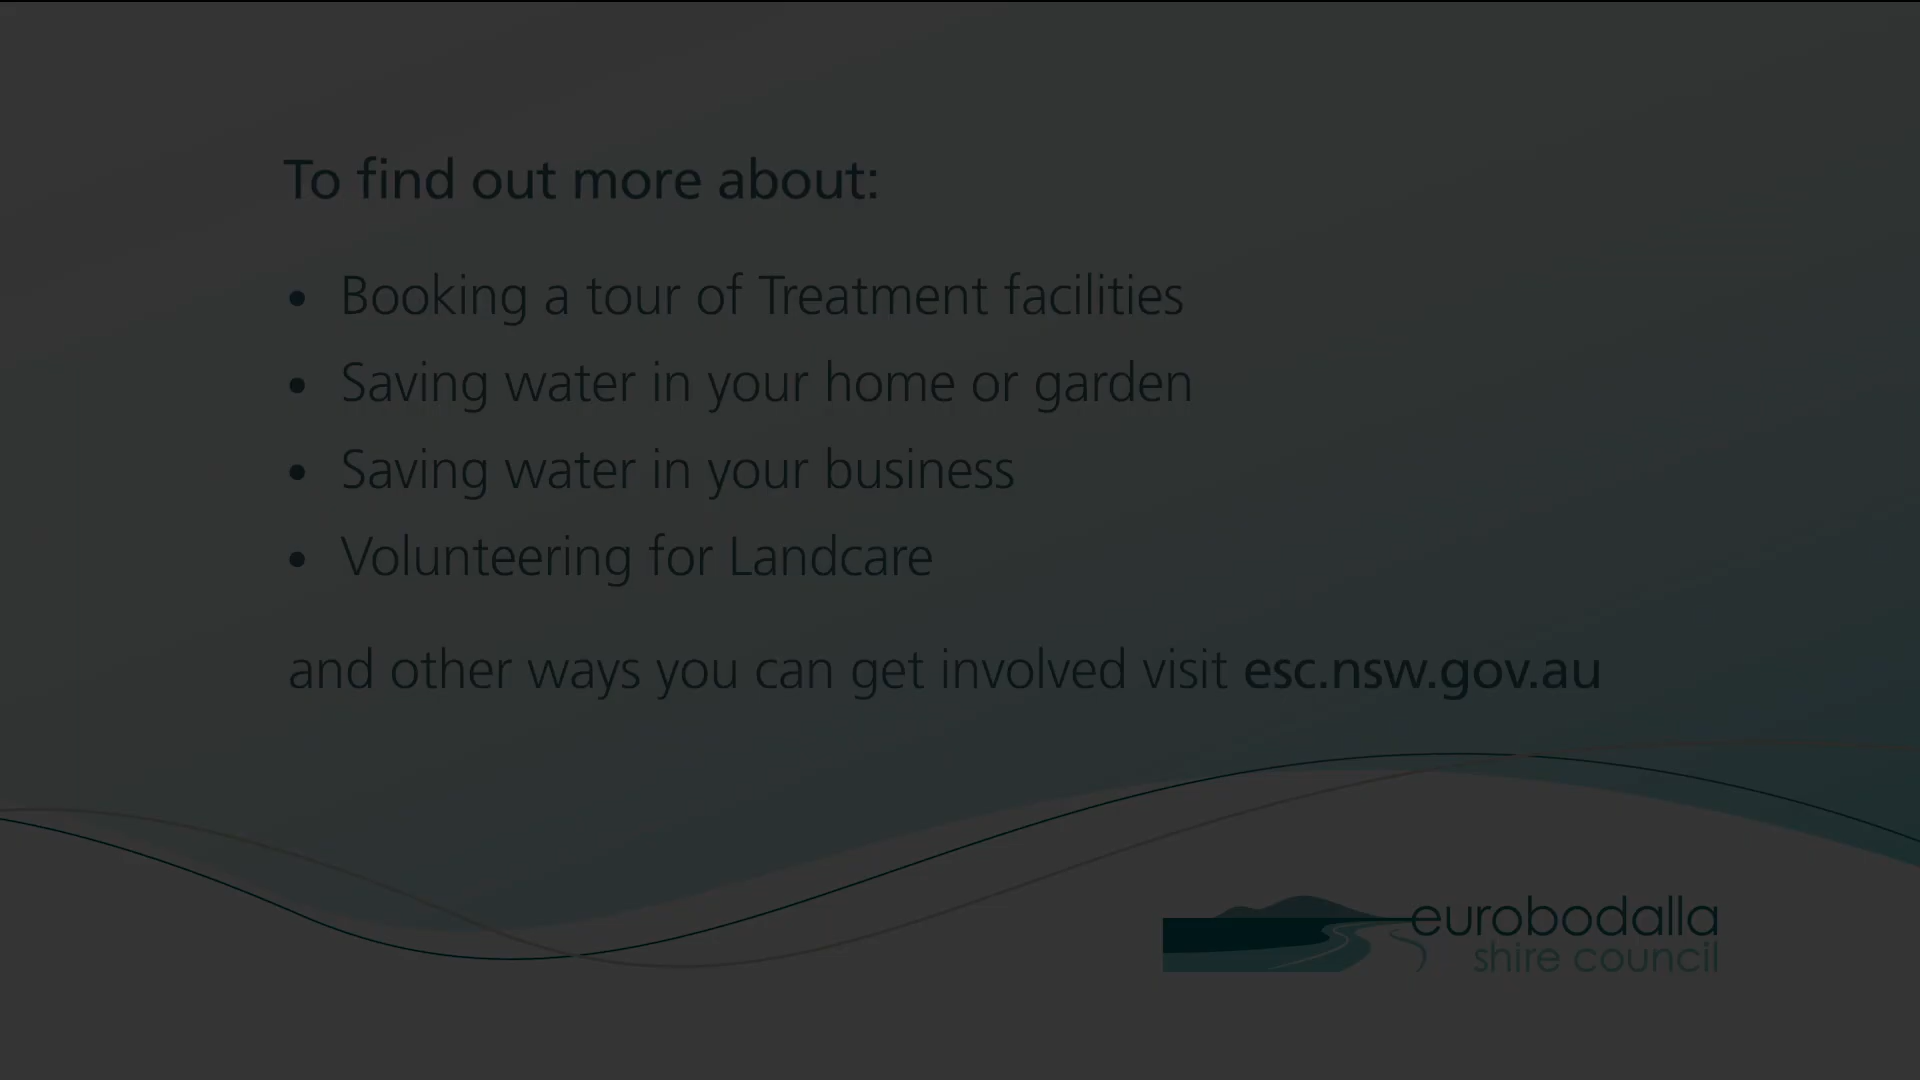 To find out more about:
• Booking a tour of Treatment facilities
• Saving water in your home or garden
• Saving water in your business
• Volunteering for Landcare
and other ways you can get involved visit esc.nsw.gov.au
eurobodalla
shire council